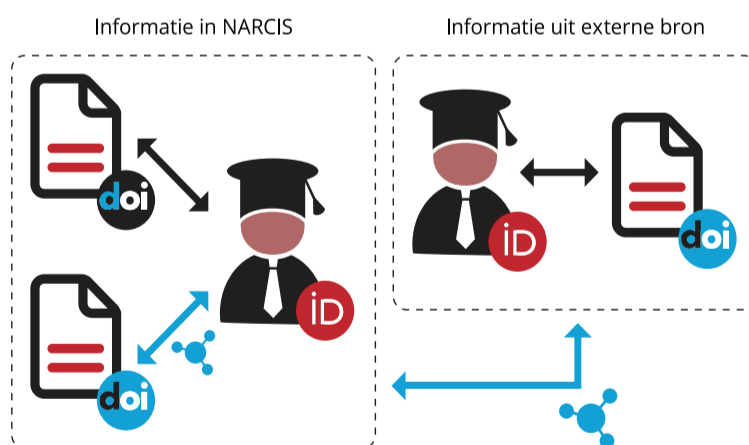 Informatie in NARCIS
Informatie uit externe bron
doi
iD
doi
iD
doi